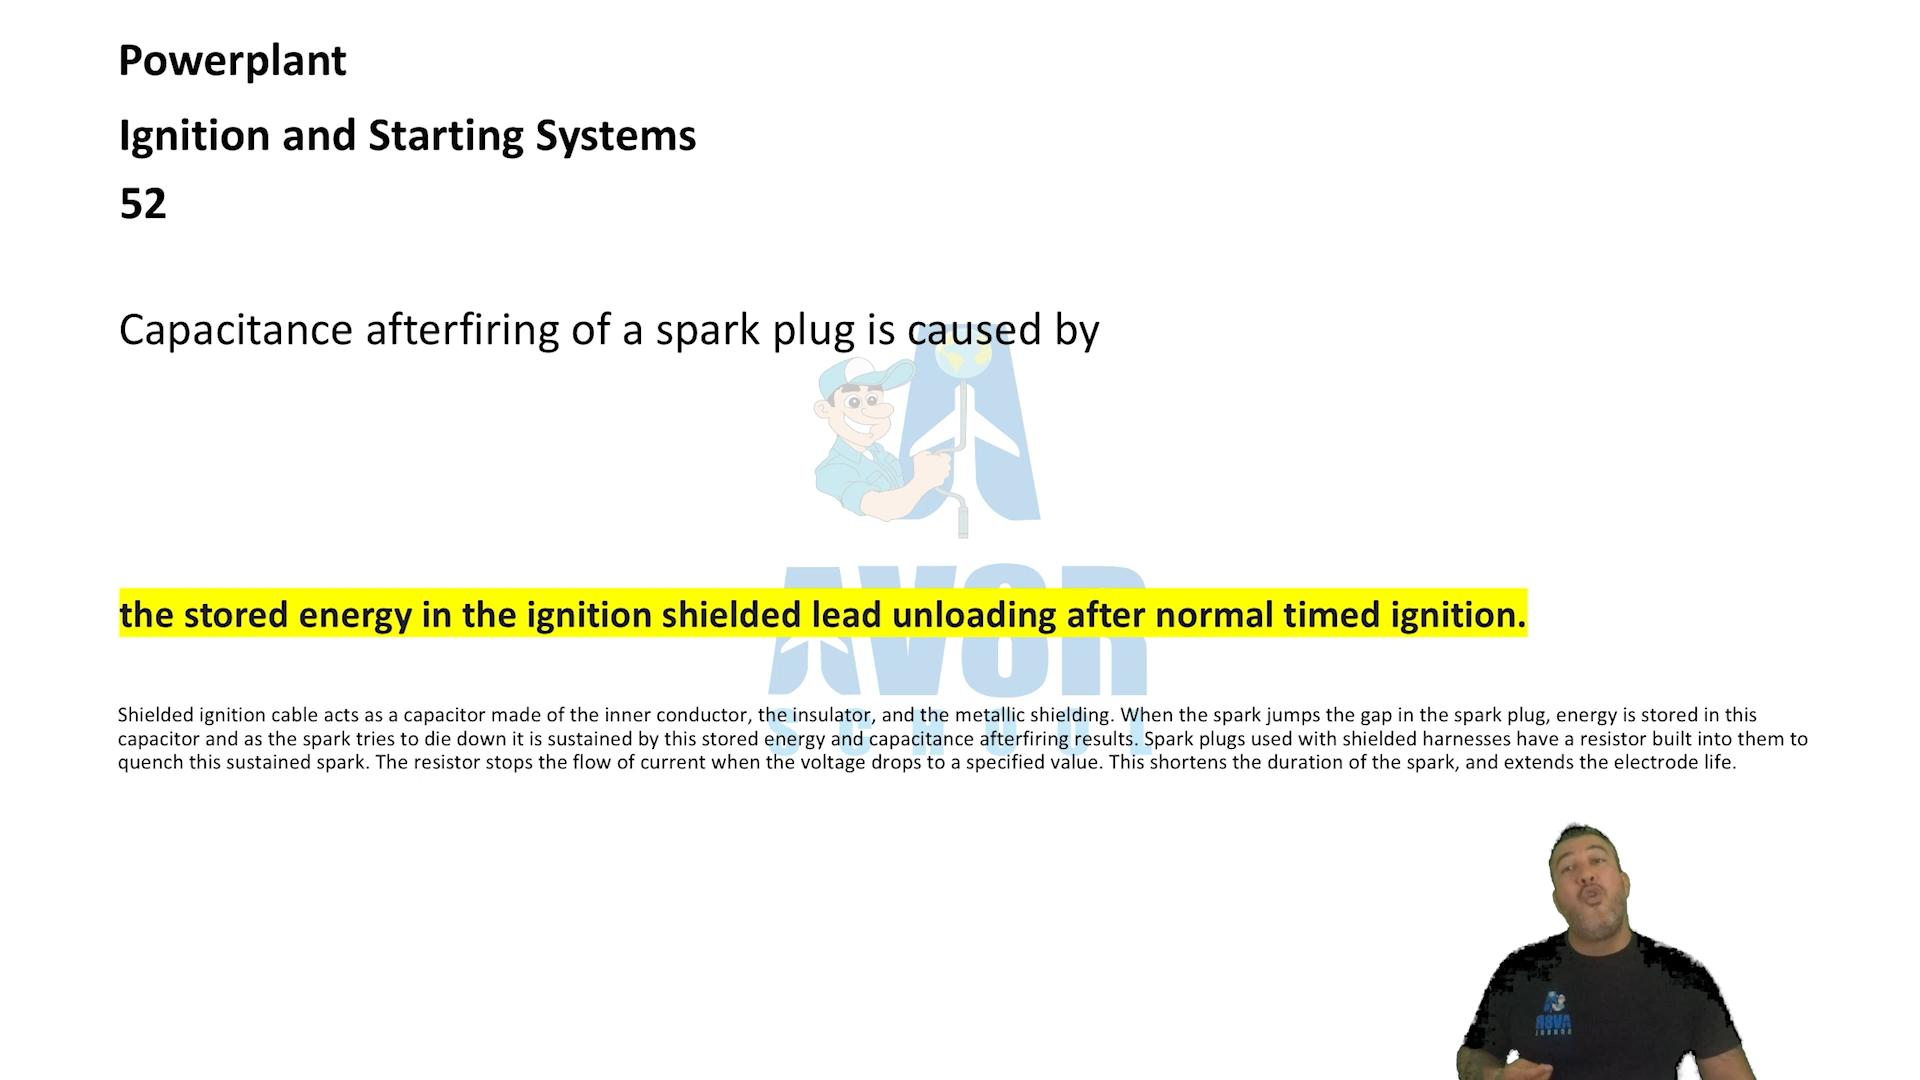 Powerplant
Ignition and Starting Systems
52
Capacitance afterfiring of a spark plug is caused by
the stored energy in the ignition shielded lead unloading after normal timed ignition.
AV8R
SCHOOL
Shielded ignition cable acts as a capacitor made of the inner conductor, the insulator, and the metallic shielding. When the spark jumps the gap in the spark plug, energy is stored in this
capacitor and as the spark tries to die down it is sustained by this stored energy and capacitance afterfiring results. Spark plugs used with shielded harnesses have a resistor built into them to
quench this sustained spark. The resistor stops the flow of current when the voltage drops to a specified value. This shortens the duration of the spark, and extends the electrode life.